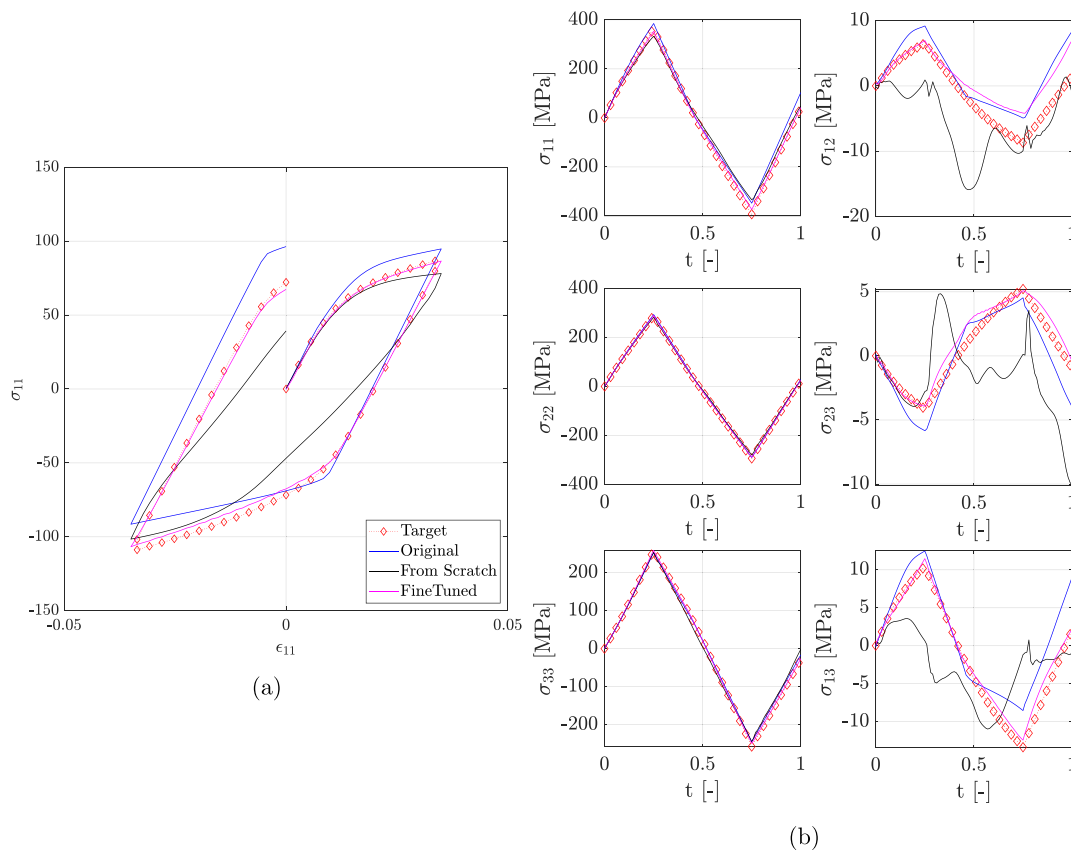 150
100
50
0
-50
-100
-150
-0.05
0
0.05
σ11
ϵ11
Target
Original
From Scratch
FineTuned
(a)
400
200
0
-200
-400
0
0.5
1
σ11 [MPa]
t [-]
10
0
-10
-20
0
0.5
1
σ12 [MPa]
t [-]
400
200
0
-200
-400
0
0.5
1
σ22 [MPa]
t [-]
5
0
-5
-10
0
0.5
1
σ23 [MPa]
t [-]
200
100
0
-100
-200
0
0.5
1
σ33 [MPa]
t [-]
10
5
0
-5
-10
0
0.5
1
σ13 [MPa]
t [-]
(b)